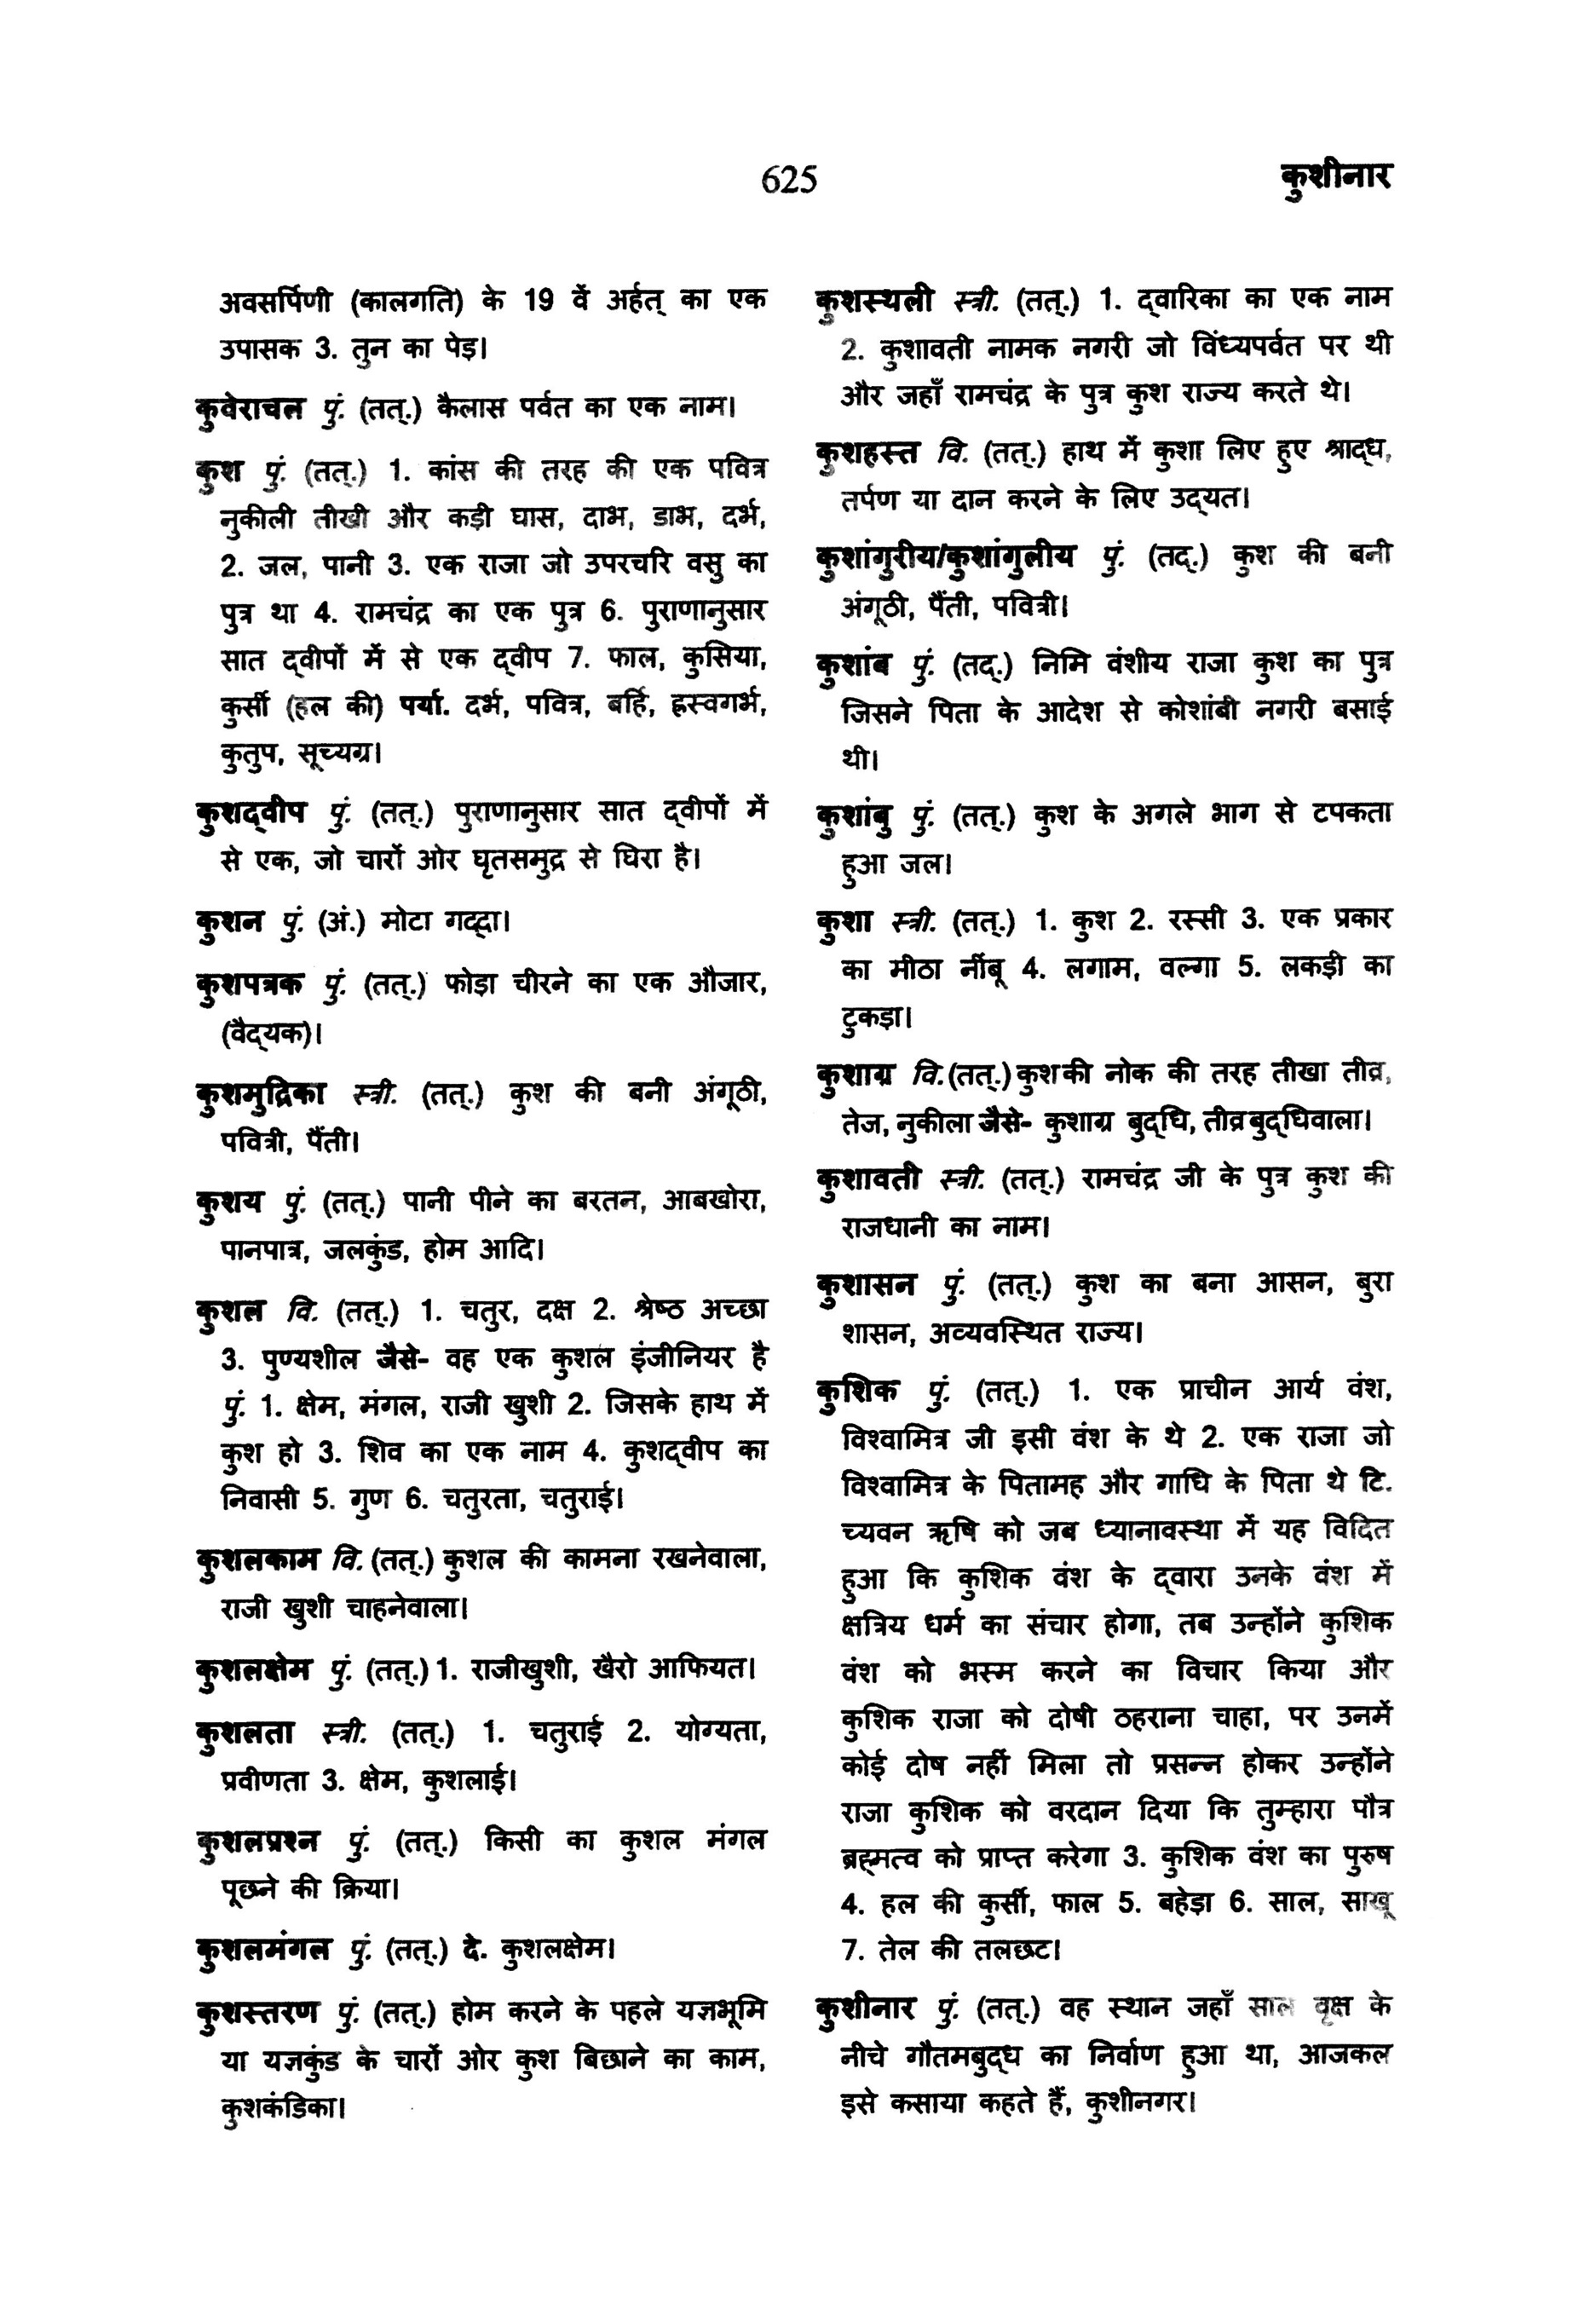 625
कुशीनार
अवसर्पिणी (कालगति) के 19 वें अर्हत् का एक
उपासक 3. तुन का पेड़।
कुवेराचल पुं. (तत्.) कैलास पर्वत का एक नाम।
कुश पुं. (तत्.) 1. कांस की तरह की एक पवित्र
नुकीली तीखी और कड़ी घास, दाभ, डाभ, दर्भ,
2. जल, पानी 3. एक राजा जो उपरचरि वसु का
पुत्र था 4. रामचंद्र का एक पुत्र 6. पुराणानुसार
सात द्वीपों में से एक द्वीप 7. फाल, कुसिया,
कुर्सी (हल की) पर्या. दर्भ, पवित्र, बर्हि, ह्रस्वगर्भ,
कुतुप, सूच्यग्र।
कुशद्वीप पुं. (तत्.) पुराणानुसार सात द्वीपों में
से एक, जो चारों ओर घृतसमुद्र से घिरा है।
कुशन पुं. (अं.) मोटा गद्दा।
कुशपत्रक पुं. (तत्.) फोड़ा चीरने का एक औजार,
(वैद्यक)।
कुशमुद्रिका स्त्री. (तत्.) कुश की बनी अंगूठी,
पवित्री, पैंती।
कुशय पुं. (तत्.) पानी पीने का बरतन, आबखोरा,
पानपात्र, जलकुंड, होम आदि।
कुशल वि. (तत्.) 1. चतुर, दक्ष 2. श्रेष्ठ अच्छा
3. पुण्यशील जैसे- वह एक कुशल इंजीनियर है
पुं. 1. क्षेम, मंगल, राजी खुशी 2. जिसके हाथ में
कुश हो 3. शिव का एक नाम 4. कुशद्वीप का
निवासी 5. गुण 6. चतुरता, चतुराई।
कुशलकाम वि. (तत्.) कुशल की कामना रखनेवाला,
राजी खुशी चाहनेवाला।
कुशलक्षेम पुं. (तत्.) 1. राजीखुशी, खैरो आफियत।
कुशलता स्त्री. (तत्.) 1. चतुराई 2. योग्यता,
प्रवीणता 3. क्षेम, कुशलाई।
कुशलप्रश्न पुं. (तत्.) किसी का कुशल मंगल
पूछने की क्रिया।
कुशलमंगल पुं. (तत्.) दे. कुशलक्षेम।
कुशस्तरण पुं. (तत्.) होम करने के पहले यज्ञभूमि
या यज्ञकुंड के चारों ओर कुश बिछाने का काम,
कुशकंडिका।
कुशस्थली स्त्री. (तत्.) 1. द्वारिका का एक नाम
2. कुशावती नामक नगरी जो विंध्यपर्वत पर थी
और जहाँ रामचंद्र के पुत्र कुश राज्य करते थे।
कुशहस्त वि. (तत्.) हाथ में कुशा लिए हुए श्राद्ध,
तर्पण या दान करने के लिए उद्यत।
कुशांगुरीय/कुशांगुलीय पुं. (तद्.) कुश की बनी
अंगूठी, पैंती, पवित्री।
कुशांब पुं. (तद्.) निमि वंशीय राजा कुश का पुत्र
जिसने पिता के आदेश से कोशांबी नगरी बसाई
थी।
कुशांबु पुं. (तत्.) कुश के अगले भाग से टपकता
हुआ जल।
कुशा स्त्री. (तत्.) 1. कुश 2. रस्सी 3. एक प्रकार
का मीठा नींबू 4. लगाम, वल्गा 5. लकड़ी का
टुकड़ा।
कुशाग्र वि. (तत्.) कुश की नोक की तरह तीखा तीव्र,
तेज, नुकीला जैसे- कुशाग्र बुद्धि, तीव्र बुद्धिवाला।
कुशावती स्त्री. (तत्.) रामचंद्र जी के पुत्र कुश की
राजधानी का नाम।
कुशासन पुं. (तत्.) कुश का बना आसन, बुरा
शासन, अव्यवस्थित राज्य।
कुशिक पुं. (तत्.) 1. एक प्राचीन आर्य वंश,
विश्वामित्र जी इसी वंश के थे 2. एक राजा जो
विश्वामित्र के पितामह और गाधि के पिता थे टि.
च्यवन ऋषि को जब ध्यानावस्था में यह विदित
हुआ कि कुशिक वंश के द्वारा उनके वंश में
क्षत्रिय धर्म का संचार होगा, तब उन्होंने कुशिक
वंश को भस्म करने का विचार किया और
कुशिक राजा को दोषी ठहराना चाहा, पर उनमें
कोई दोष नहीं मिला तो प्रसन्न होकर उन्होंने
राजा कुशिक को वरदान दिया कि तुम्हारा पौत्र
ब्रह्मत्व को प्राप्त करेगा 3. कुशिक वंश का पुरुष
4. हल की कुर्सी, फाल 5. बहेड़ा 6. साल, साखू
7. तेल की तलछट।
कुशीनार पुं. (तत्.) वह स्थान जहाँ साल वृक्ष के
नीचे गौतमबुद्ध का निर्वाण हुआ था, आजकल
इसे कसाया कहते हैं, कुशीनगर।